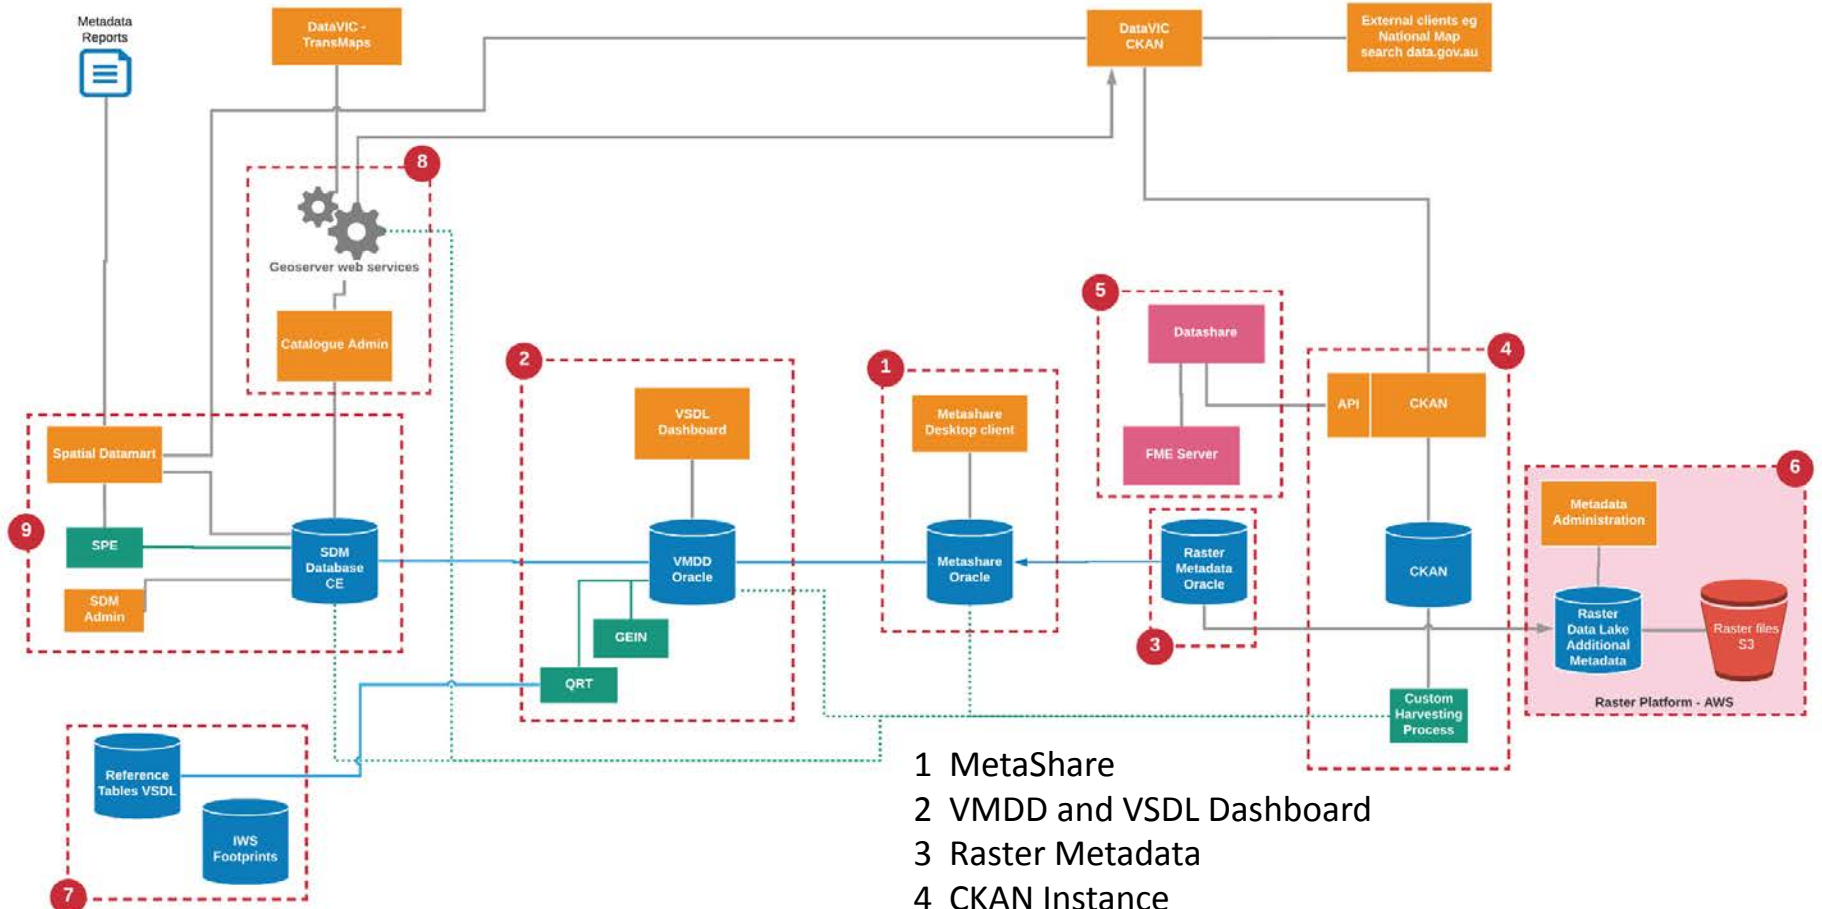 Metadata
Reports
DataVIC -
TransMaps
DataVIC
CKAN
External clients eg
National Map
search data.gov.au
8
Geoserver web services
Catalogue Admin
5
Datashare
FME Server
4
API
CKAN
2
VSDL
Dashboard
1
Metashare
Desktop client
Spatial Datamart
9
SPE
SDM
Admin
SDM
Database
CE
VMDD
Oracle
GEIN
QRT
Metashare
Oracle
Raster
Metadata
Oracle
3
CKAN
Custom
Harvesting
Process
6
Metadata
Administration
Raster
Data Lake
Additional
Metadata
Raster files
S3
Raster Platform - AWS
Reference
Tables VSDL
IWS
Footprints
7
1 MetaShare
2 VMDD and VSDL Dashboard
3 Raster Metadata
4 CKAN Instance